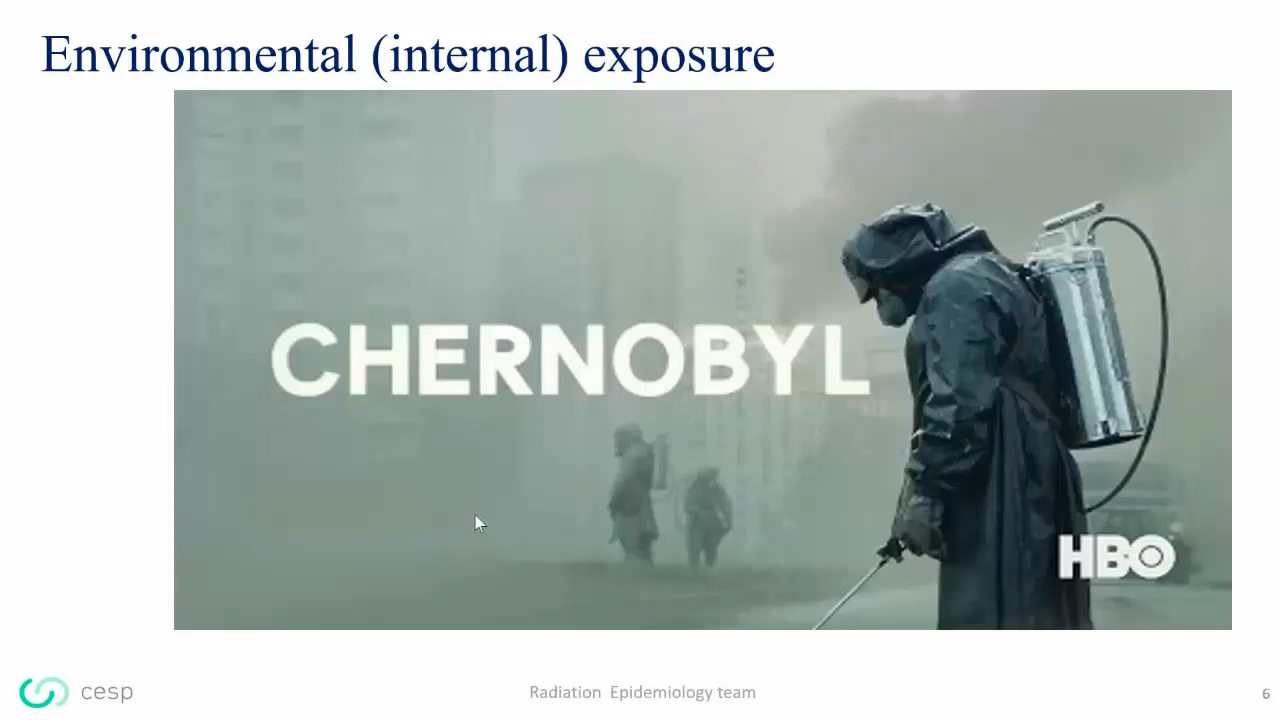 Environmental (internal) exposure
CHERNOBYL
HBO
cesp
Radiation Epidemiology team
6